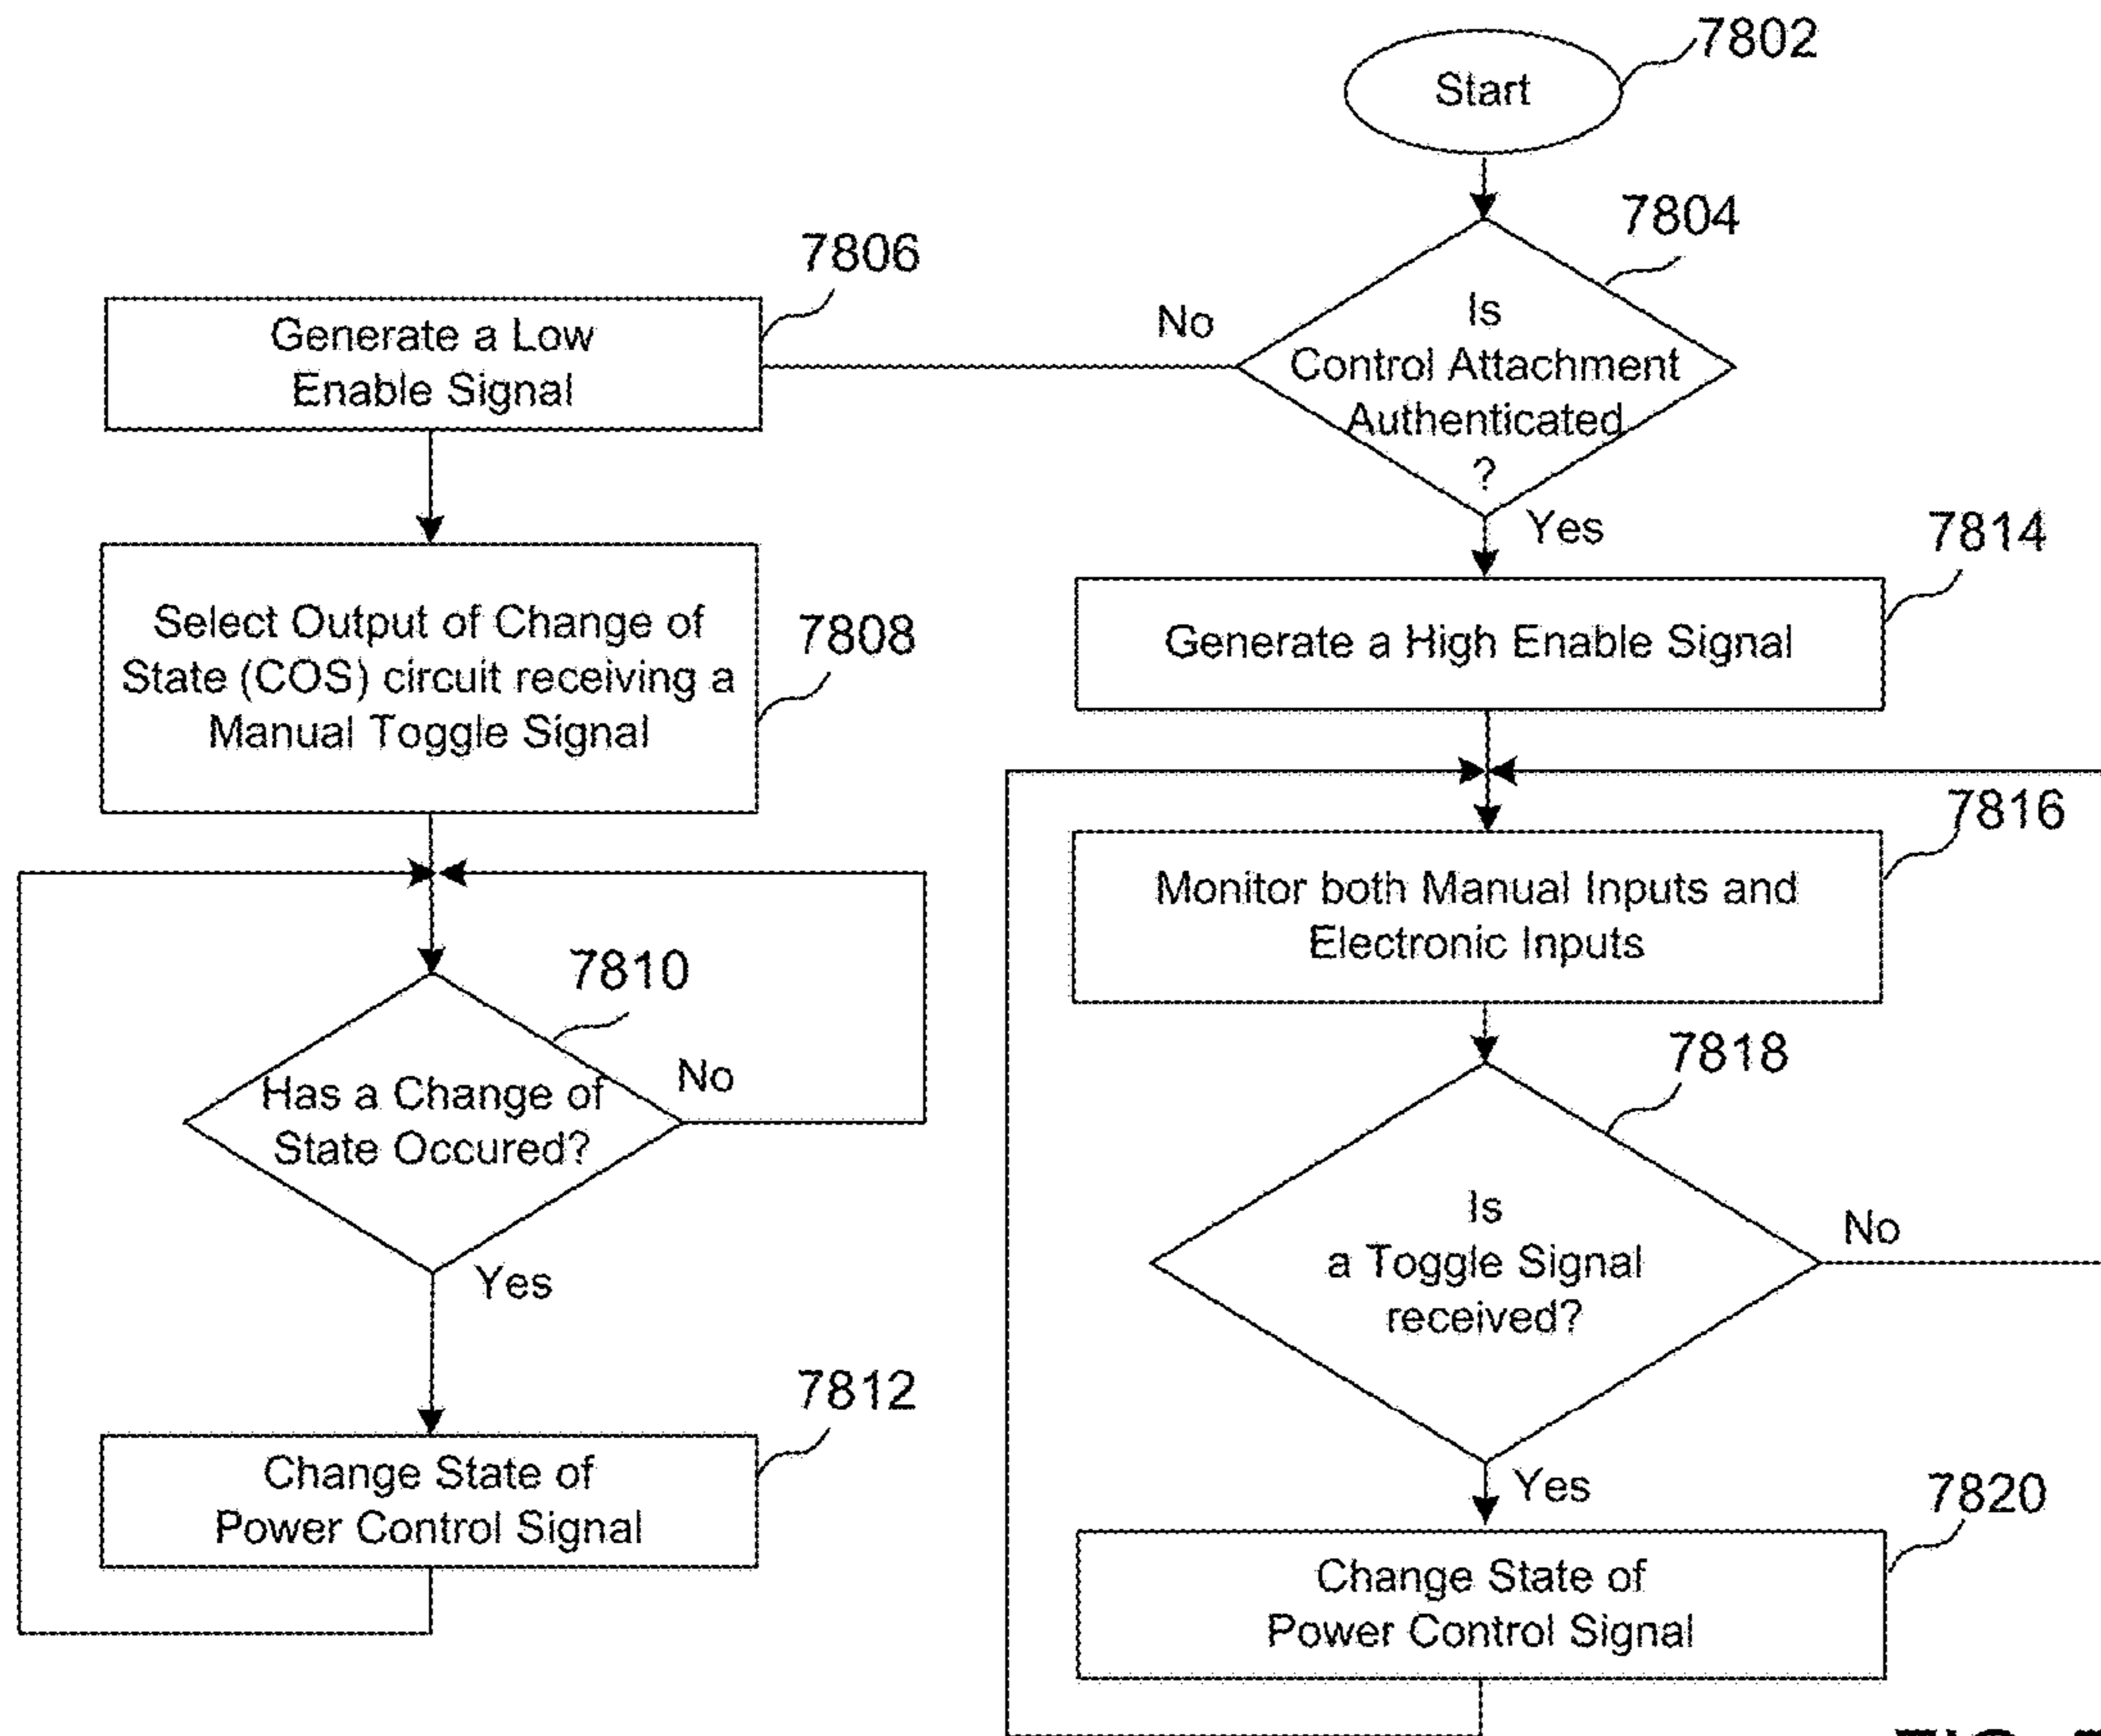 7802
Start
7804
Is
Control Attachment
Authenticated
?
No
Yes
7806
Generate a Low
Enable Signal
7808
Select Output of Change of
State (COS) circuit receiving a
Manual Toggle Signal
7810
Has a Change of
State Occured?
No
Yes
7812
Change State of
Power Control Signal
7814
Generate a High Enable Signal
7816
Monitor both Manual Inputs and
Electronic Inputs
7818
Is
a Toggle Signal
received?
No
Yes
7820
Change State of
Power Control Signal